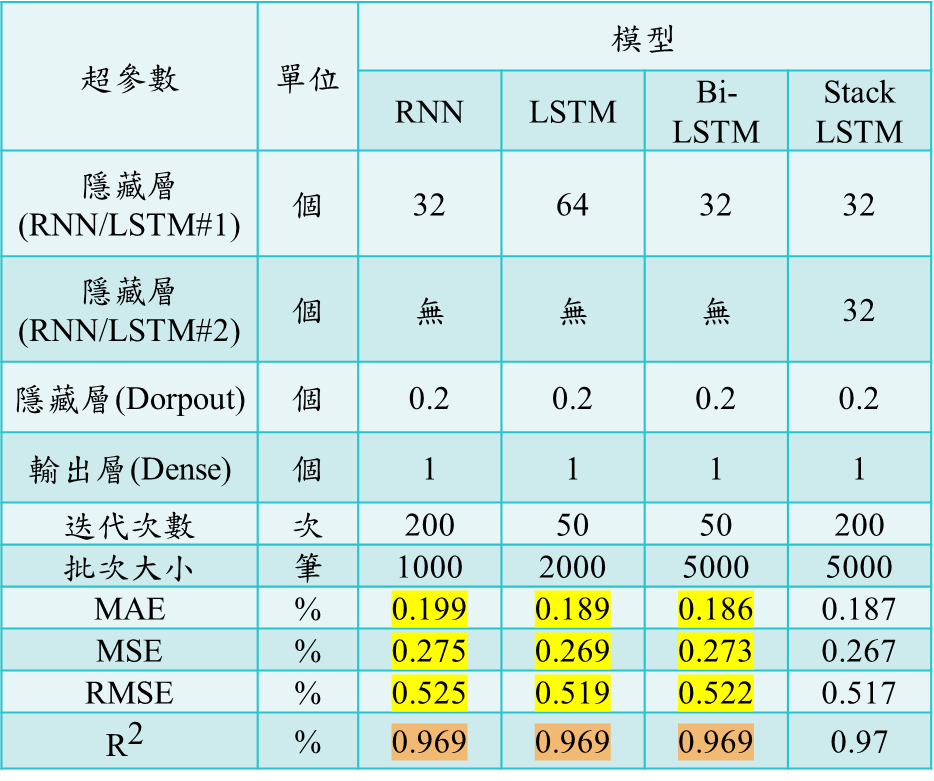 超參數 單位 模型
RNN LSTM Bi-
LSTM Stack
LSTM
隱藏層
(RNN/LSTM#1) 個 32 64 32 32
隱藏層
(RNN/LSTM#2) 個 無 無 無 32
隱藏層(Dorpout) 個 0.2 0.2 0.2 0.2
輸出層(Dense) 個 1 1 1 1
迭代次數 次 200 50 50 200
批次大小 筆 1000 2000 5000 5000
MAE % 0.199 0.189 0.186 0.187
MSE % 0.275 0.269 0.273 0.267
RMSE % 0.525 0.519 0.522 0.517
R2 % 0.969 0.969 0.969 0.97